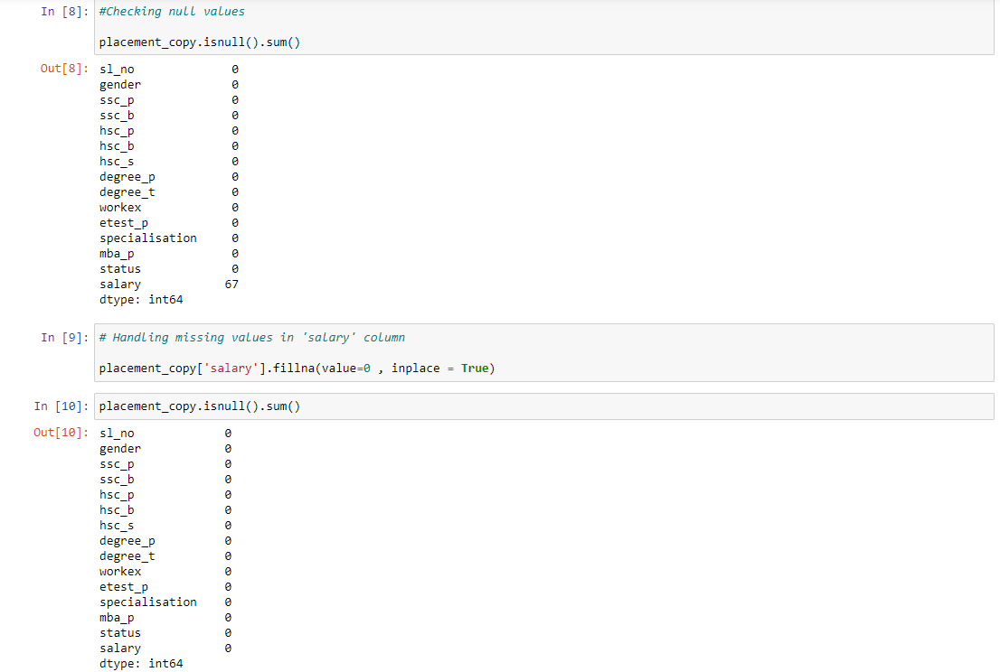 In [8]: #Checking null values
placement_copy.isnull().sum()
Out[8]: sl_no 0
gender 0
ssc_p 0
ssc_b 0
hsc_p 0
hsc_b 0
hsc_s 0
degree_p 0
degree_t 0
workex 0
etest_p 0
specialisation 0
mba_p 0
status 0
salary 67
dtype: int64
In [9]: # Handling missing values in 'salary' column
placement_copy['salary'].fillna(value=0 , inplace = True)
In [10]: placement_copy.isnull().sum()
Out[10]: sl_no 0
gender 0
ssc_p 0
ssc_b 0
hsc_p 0
hsc_b 0
hsc_s 0
degree_p 0
degree_t 0
workex 0
etest_p 0
specialisation 0
mba_p 0
status 0
salary 0
dtype: int64